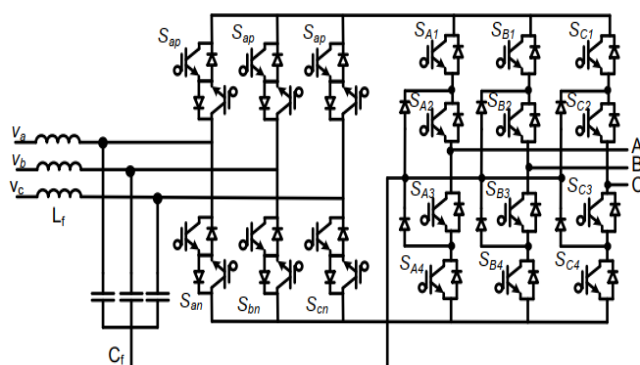 Sap Sap Sap SA1 SB1 SC1
SA2 SB2 SC2
va
vb
vc
Lf
A
B
C
SA3 SB3 SC3
San Sbn Scn SA4 SB4 SC4
Cf